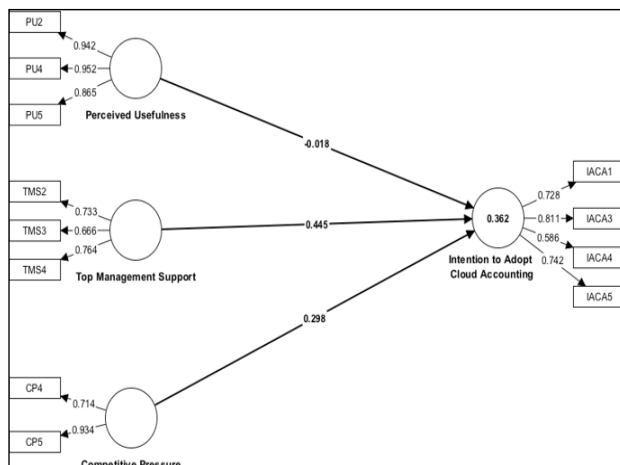 PU2
0.942
PU4
0.952
0.865
PU5
Perceived Usefulness
-0.018
TMS2
0.733
TMS3
0.666
0.764
TMS4
Top Management Support
0.445
IACA1
0.728
0.362
0.811
IACA3
0.586
IACA4
0.742
IACA5
Intention to Adopt
Cloud Accounting
0.298
CP4
0.714
0.934
CP5
Competitive Pressure